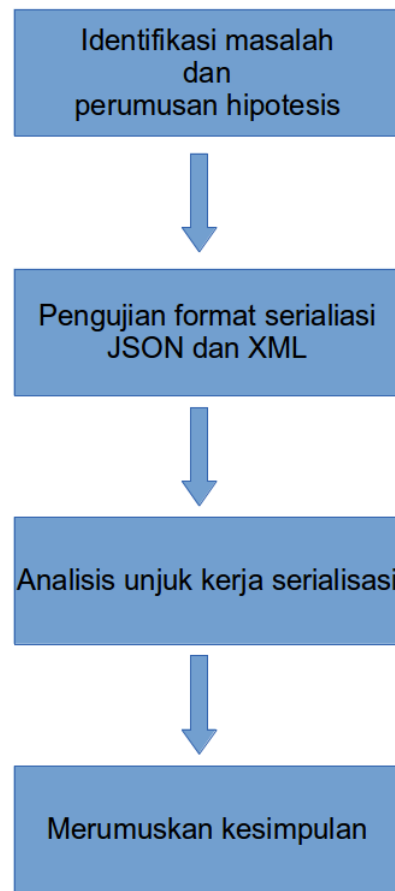 Identifikasi masalah
dan
perumusan hipotesis
Pengujian format serialiasi
JSON dan XML
Analisis unjuk kerja serialisasi
Merumuskan kesimpulan